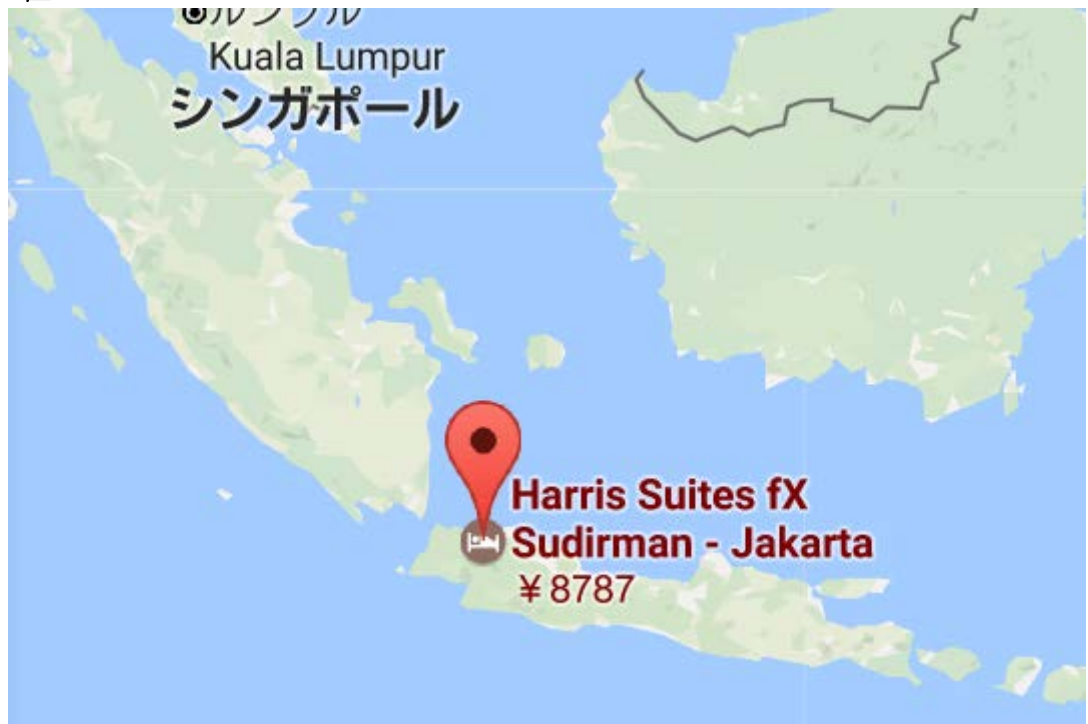 Kuala Lumpur
シンガポール
Harris Suites fX
Sudirman - Jakarta
¥8787